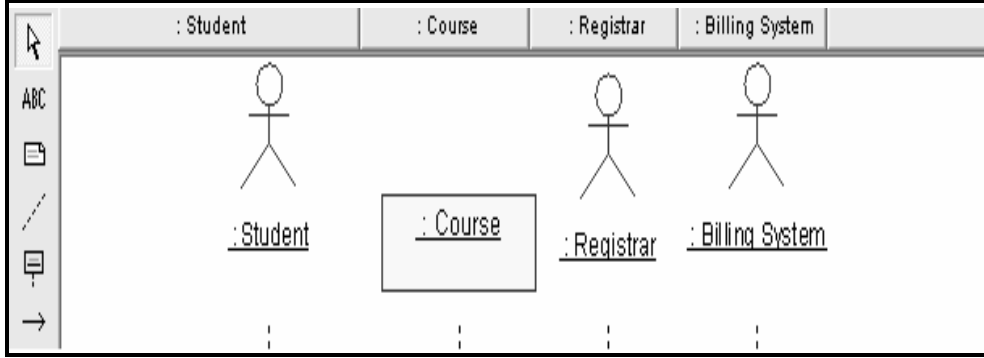 : Student : Course : Registrar : Billing System
ABC
: Student : Course : Registrar : Billing System